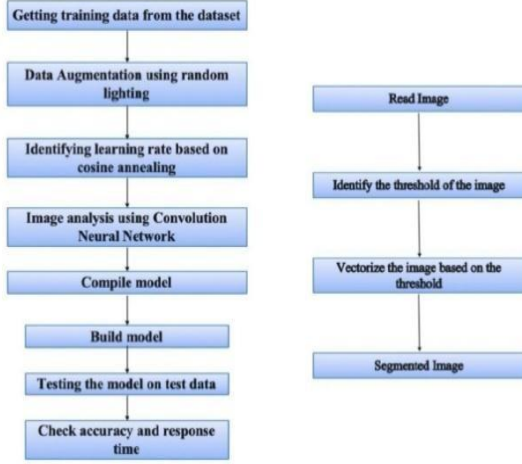 Getting training data from the dataset
Data Augmentation using random
lighting
Identifying learning rate based on
cosine annealing
Image analysis using Convolution
Neural Network
Compile model
Build model
Testing the model on test data
Check accuracy and response
time
Read Image
Identify the threshold of the image
Vectorize the image based on the
threshold
Segmented Image